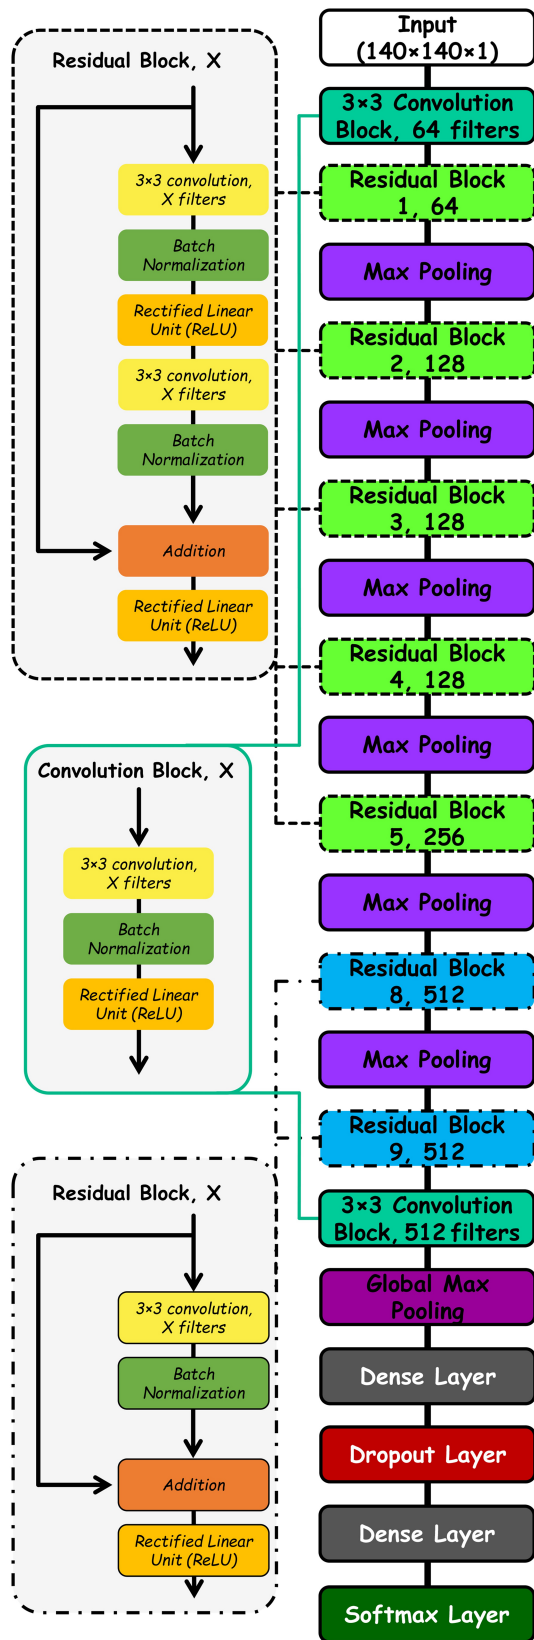 Residual Block, X
3×3 convolution,
X filters
Batch
Normalization
Rectified Linear
Unit (ReLU)
3×3 convolution,
X filters
Batch
Normalization
Addition
Rectified Linear
Unit (ReLU)
Convolution Block, X
3×3 convolution,
X filters
Batch
Normalization
Rectified Linear
Unit (ReLU)
Residual Block, X
3×3 convolution,
X filters
Batch
Normalization
Addition
Rectified Linear
Unit (ReLU)
Input
(140×140×1)
3×3 Convolution
Block, 64 filters
Residual Block
1, 64
Max Pooling
Residual Block
2, 128
Max Pooling
Residual Block
3, 128
Max Pooling
Residual Block
4, 128
Max Pooling
Residual Block
5, 256
Max Pooling
Residual Block
8, 512
Max Pooling
Residual Block
9, 512
3×3 Convolution
Block, 512 filters
Global Max
Pooling
Dense Layer
Dropout Layer
Dense Layer
Softmax Layer